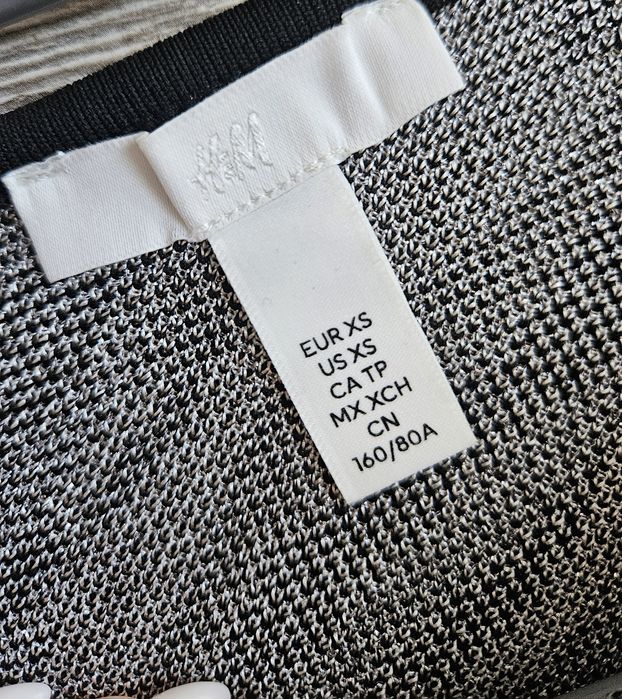 H&M
EUR XS
US XS
CA TP
MX XCH
CN
160/80A